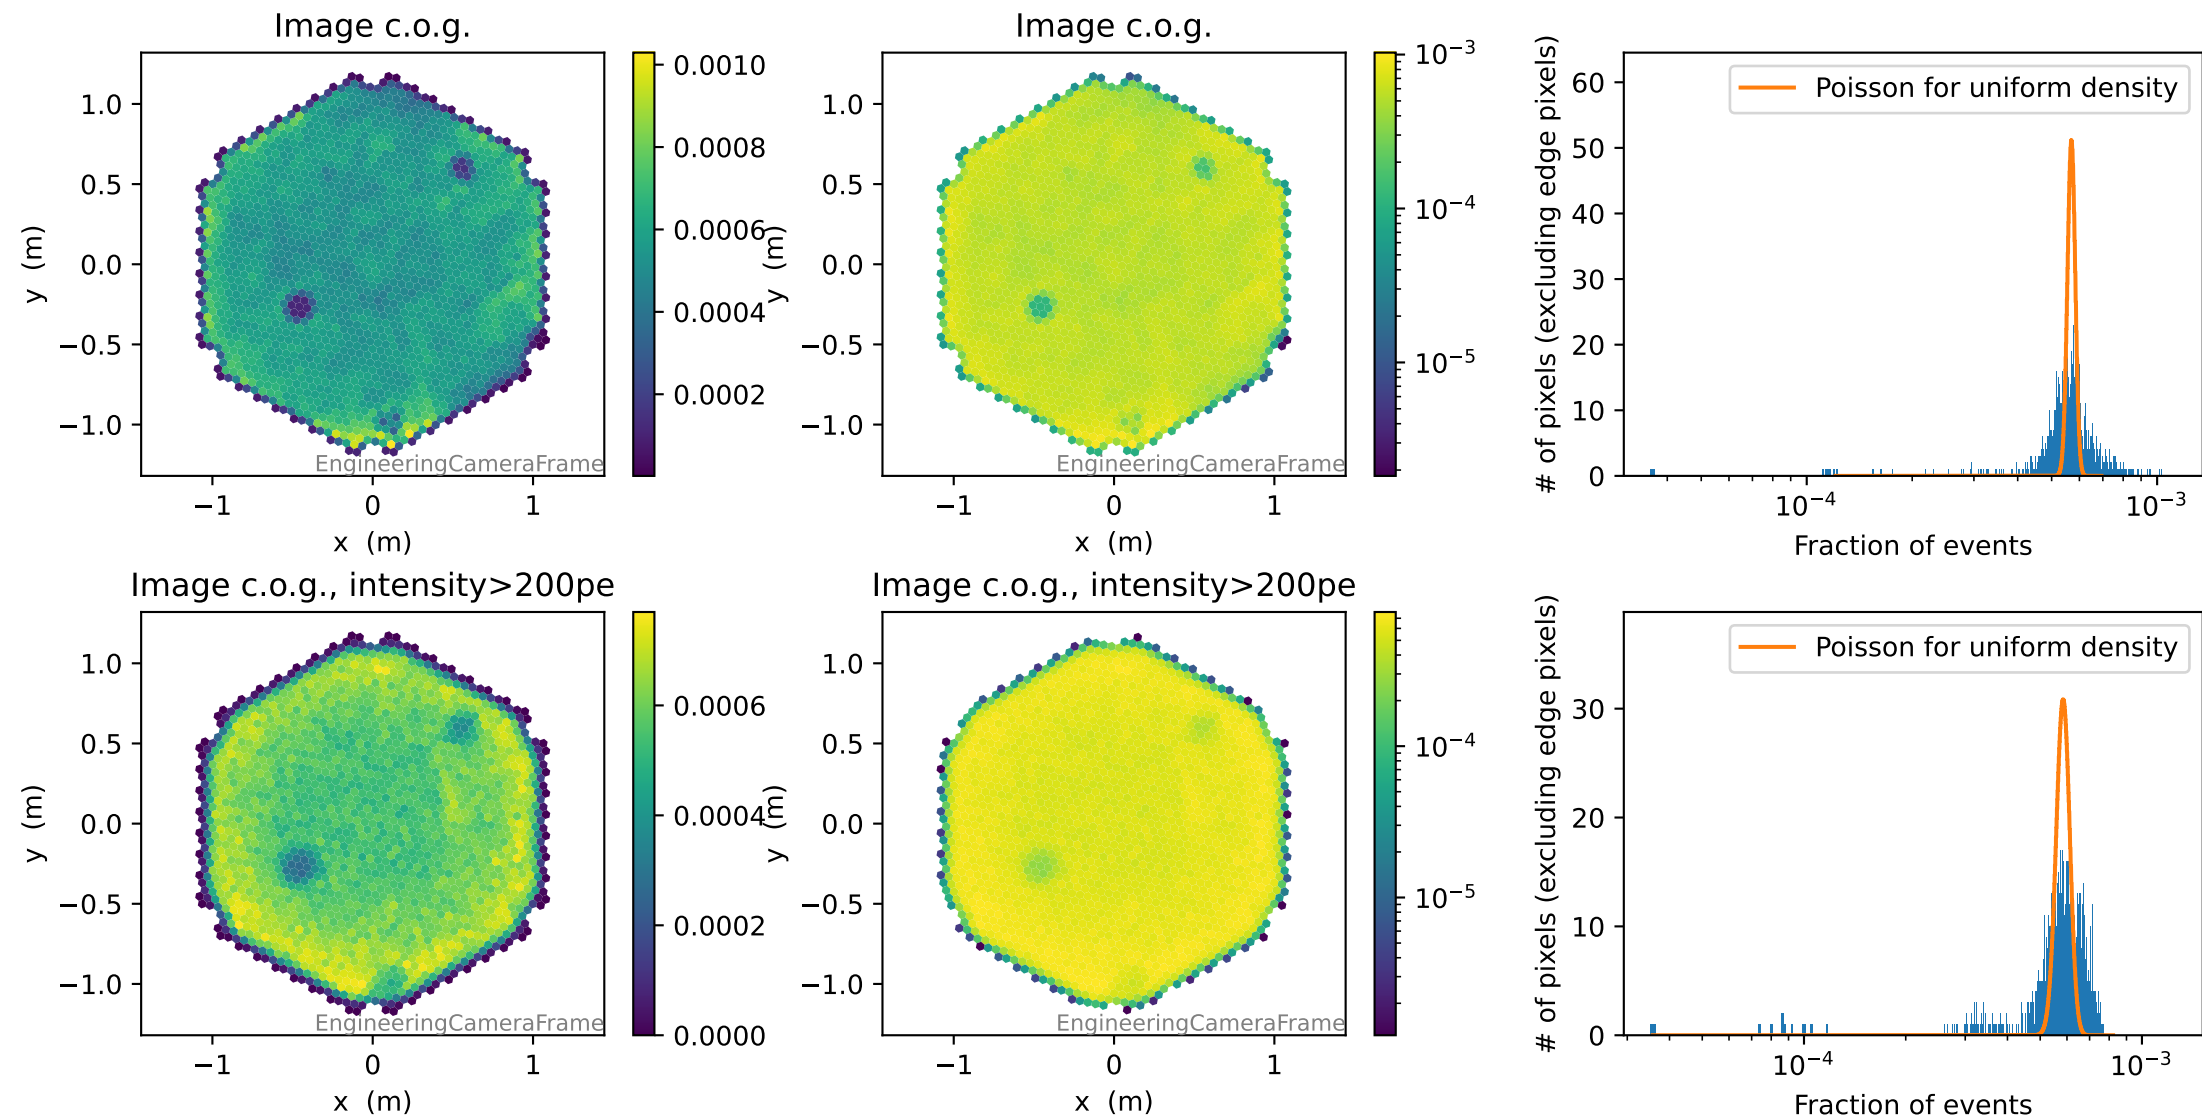 Image c.o.g.
1.0
0.5
0.0
−0.5
−1.0
y (m)
−1
0
1
x (m)
EngineeringCameraFrame
0.0010
0.0008
0.0006
0.0004
0.0002
Image c.o.g.
1.0
0.5
0.0
−0.5
−1.0
y (m)
−1
0
1
x (m)
EngineeringCameraFrame
10⁻³
10⁻⁴
10⁻⁵
Poisson for uniform density
60
50
40
30
20
10
0
# of pixels (excluding edge pixels)
10⁻⁴
10⁻³
Fraction of events
Image c.o.g., intensity>200pe
1.0
0.5
0.0
−0.5
−1.0
y (m)
−1
0
1
x (m)
EngineeringCameraFrame
0.0006
0.0004
0.0002
0.0000
Image c.o.g., intensity>200pe
1.0
0.5
0.0
−0.5
−1.0
y (m)
−1
0
1
x (m)
EngineeringCameraFrame
10⁻⁴
10⁻⁵
Poisson for uniform density
30
20
10
0
# of pixels (excluding edge pixels)
10⁻⁴
10⁻³
Fraction of events